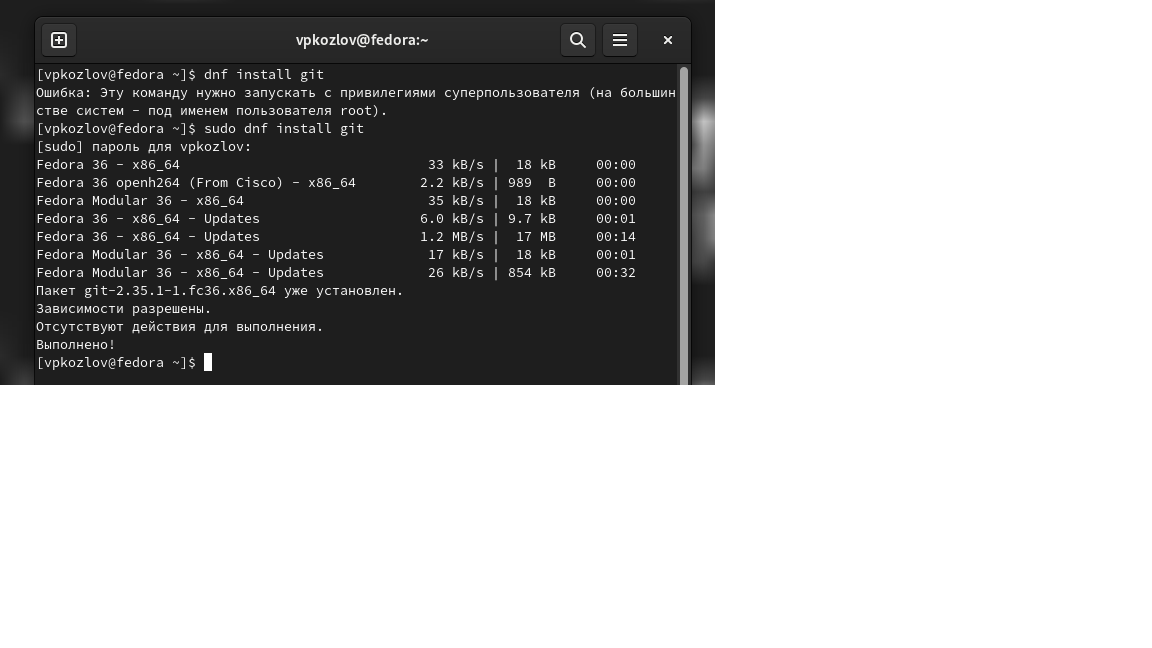 vpkozlov@fedora:~
[vpkozlov@fedora ~]$ dnf install git
Ошибка: Эту команду нужно запускать с привилегиями суперпользователя (на большин
стве систем - под именем пользователя root).
[vpkozlov@fedora ~]$ sudo dnf install git
[sudo] пароль для vpkozlov:
Fedora 36 - x86_64                               33 kB/s |  18 kB     00:00
Fedora 36 openh264 (From Cisco) - x86_64        2.2 kB/s | 989  B     00:00
Fedora Modular 36 - x86_64                       35 kB/s |  18 kB     00:00
Fedora 36 - x86_64 - Updates                    6.0 kB/s | 9.7 kB     00:01
Fedora 36 - x86_64 - Updates                    1.2 MB/s |  17 MB     00:14
Fedora Modular 36 - x86_64 - Updates             17 kB/s |  18 kB     00:01
Fedora Modular 36 - x86_64 - Updates             26 kB/s | 854 kB     00:32
Пакет git-2.35.1-1.fc36.x86_64 уже установлен.
Зависимости разрешены.
Отсутствуют действия для выполнения.
Выполнено!
[vpkozlov@fedora ~]$